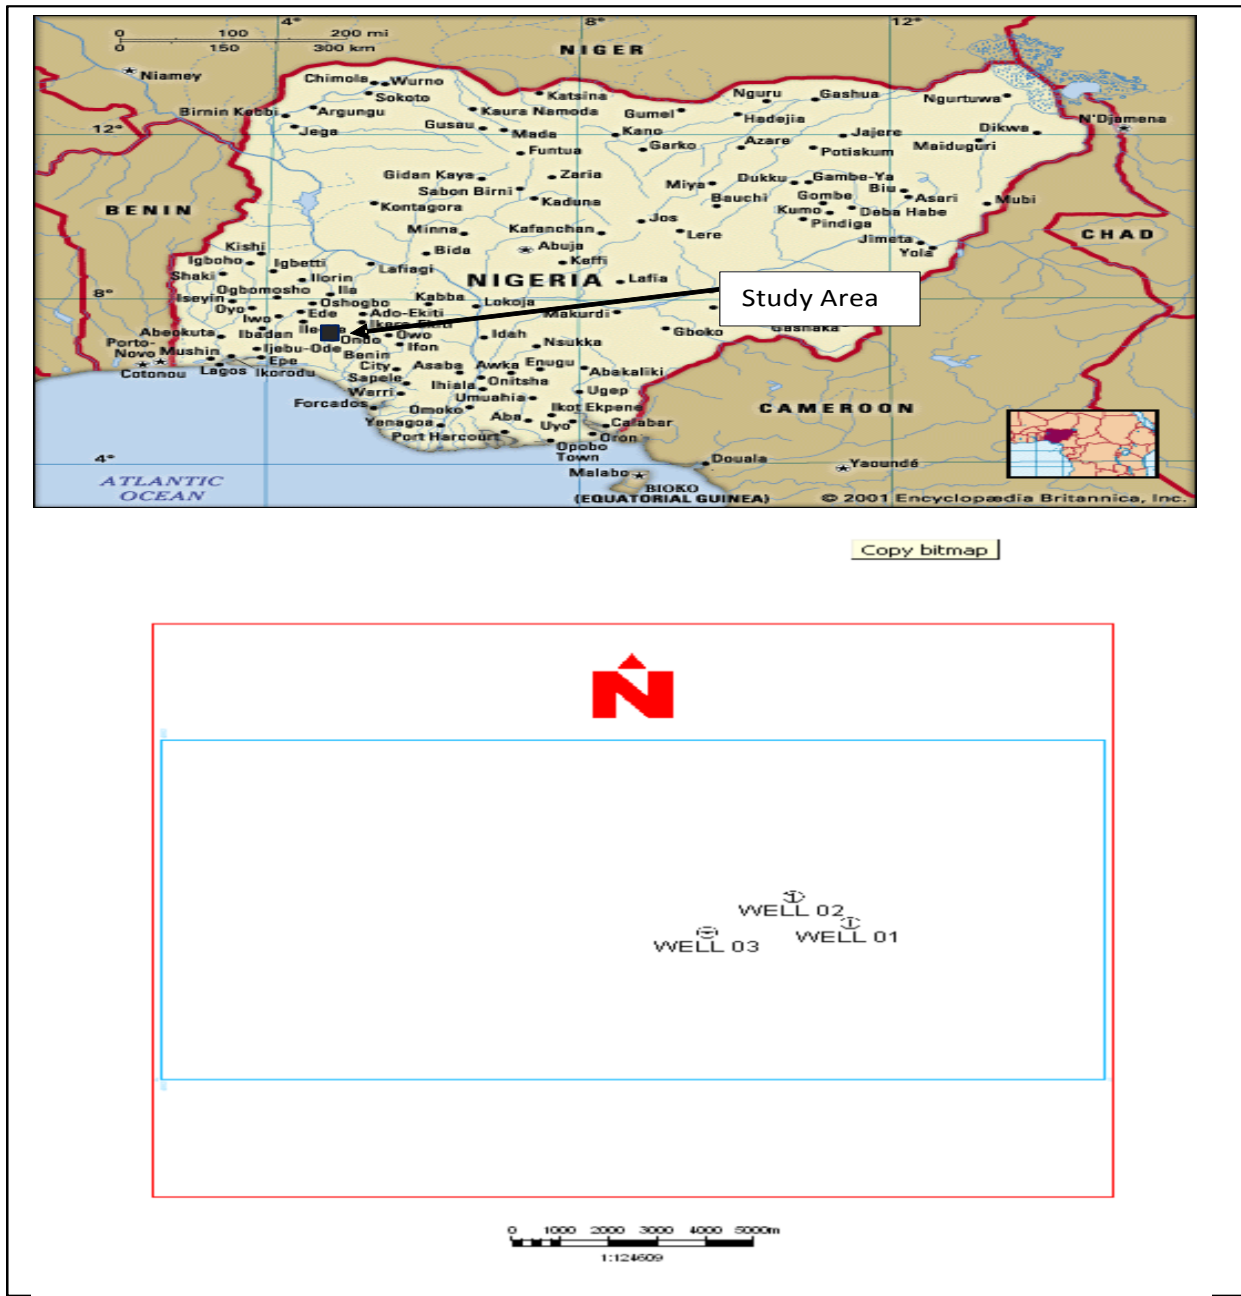 4° 8° 12°
0 100 200 mi
0 150 300 km
NIGER
Niamey
Chimola Wurno
Sokoto
Katsina
Nguru Gashua Ngurtuwa
Birnin Kebbi Argungu
Kaura Namoda Gumel
Hadejia
N'Djamena
12° Jega
Gusau Mada Kano
Jajere Dikwa
Garko Azare Potiskum Maiduguri
Funtua
Gidan Kaya Zaria
Sabon Birni Kaduna
Miya Dukku Gambe-Ya
Bauchi Gombe Biu Asari Mubi
BENIN
Kontagora
Kumo Daba Habe
Jos Pindiga
Minna Kafanchan
Lere Jimeta
CHAD
Kishi Bida Abuja Yola
Igboho Igbetti Lafiagi Keffi
Shaki Ilorin
NIGERIA Lafia
Ogbomosho Ila
8° Iseyin Oshogbo Kabba Lokoja
Study Area
Oyo Ede Ado-Ekiti Makurdi
Iwo
Abeokuta Ibadan Ondo Owo Idah Gboko
Porto-
Novo Mushin Ijebu-Ode Ifon Nsukka
Cotonou Lagos Epe Ikorodu
Benin
City Asaba Awka Enugu Abakaliki
Sapele Ihiala Onitsha
Warri Umuahia Ugep
Forcados Omoko Aba Ikot Ekpene
Yenagoa Uyo Calabar
Port Harcourt Oron
Opobo
Town
CAMEROON
4° Douala Yaoundé
Malabo
ATLANTIC
OCEAN
BIOKO
(EQUATORIAL GUINEA) © 2001 Encyclopædia Britannica, Inc.
Copy bitmap
N
WELL 02
WELL 03 WELL 01
0 1000 2000 3000 4000 5000m
1:124609